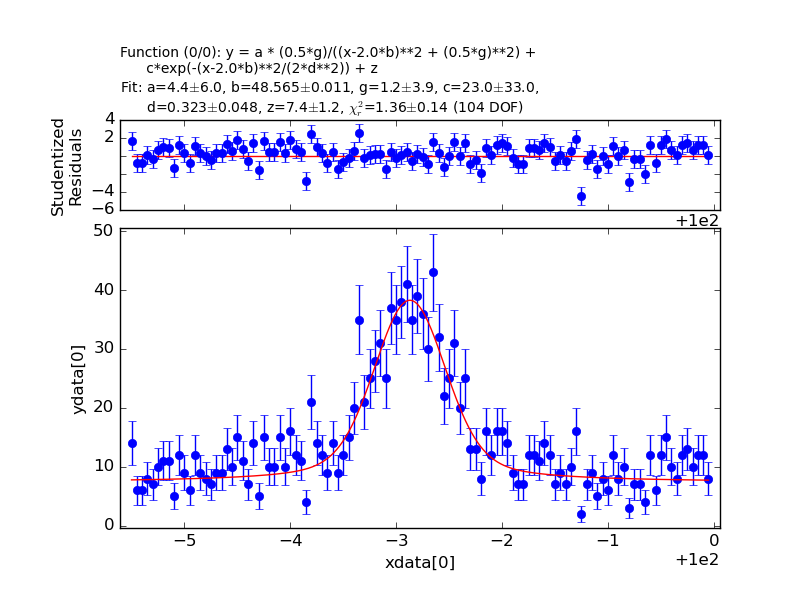 Function (0/0): y = a * (0.5*g)/((x-2.0*b)**2 + (0.5*g)**2) +
c*exp(-(x-2.0*b)**2/(2*d**2)) + z
Fit: a=4.4±6.0, b=48.565±0.011, g=1.2±3.9, c=23.0±33.0,
d=0.323±0.048, z=7.4±1.2, χ²ᵣ=1.36±0.14 (104 DOF)
Studentized
Residuals
4
2
−4
−6
+1e2
ydata[0]
50
40
30
20
10
0
−5
−4
−3
−2
−1
0
xdata[0]
+1e2